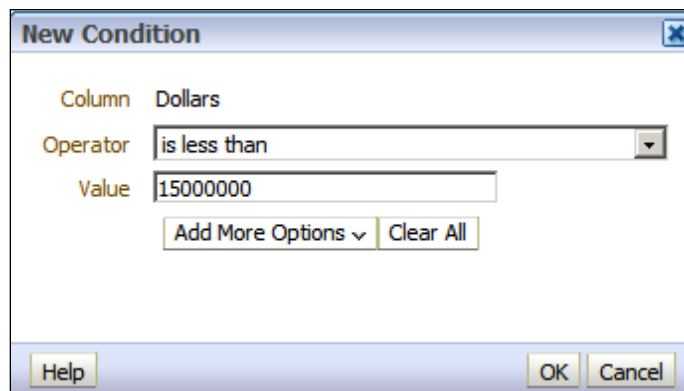 New Condition
Column Dollars
Operator is less than
Value 15000000
Add More Options Clear All
Help OK Cancel